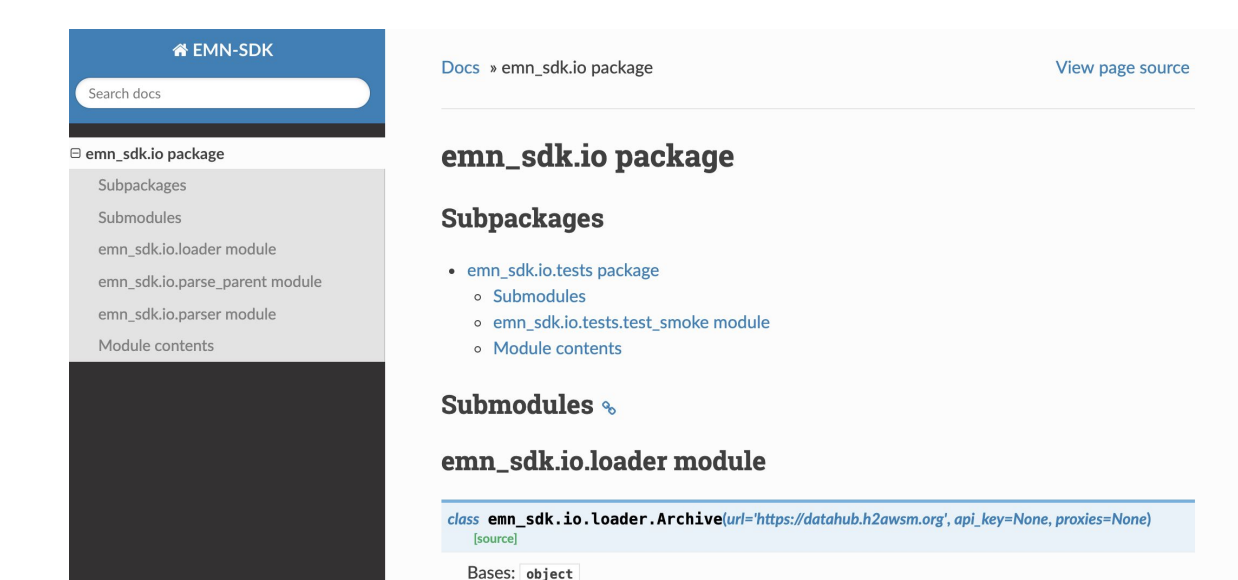 EMN-SDK
Search docs
emn_sdk.io package
Subpackages
Submodules
emn_sdk.io.loader module
emn_sdk.io.parse_parent module
emn_sdk.io.parser module
Module contents
Docs » emn_sdk.io package
View page source
emn_sdk.io package
Subpackages
emn_sdk.io.tests package
Submodules
emn_sdk.io.tests.test_smoke module
Module contents
Submodules
emn_sdk.io.loader module
class emn_sdk.io.loader.Archive(url='https://datahub.h2awsm.org', api_key=None, proxies=None)
[source]
Bases: object